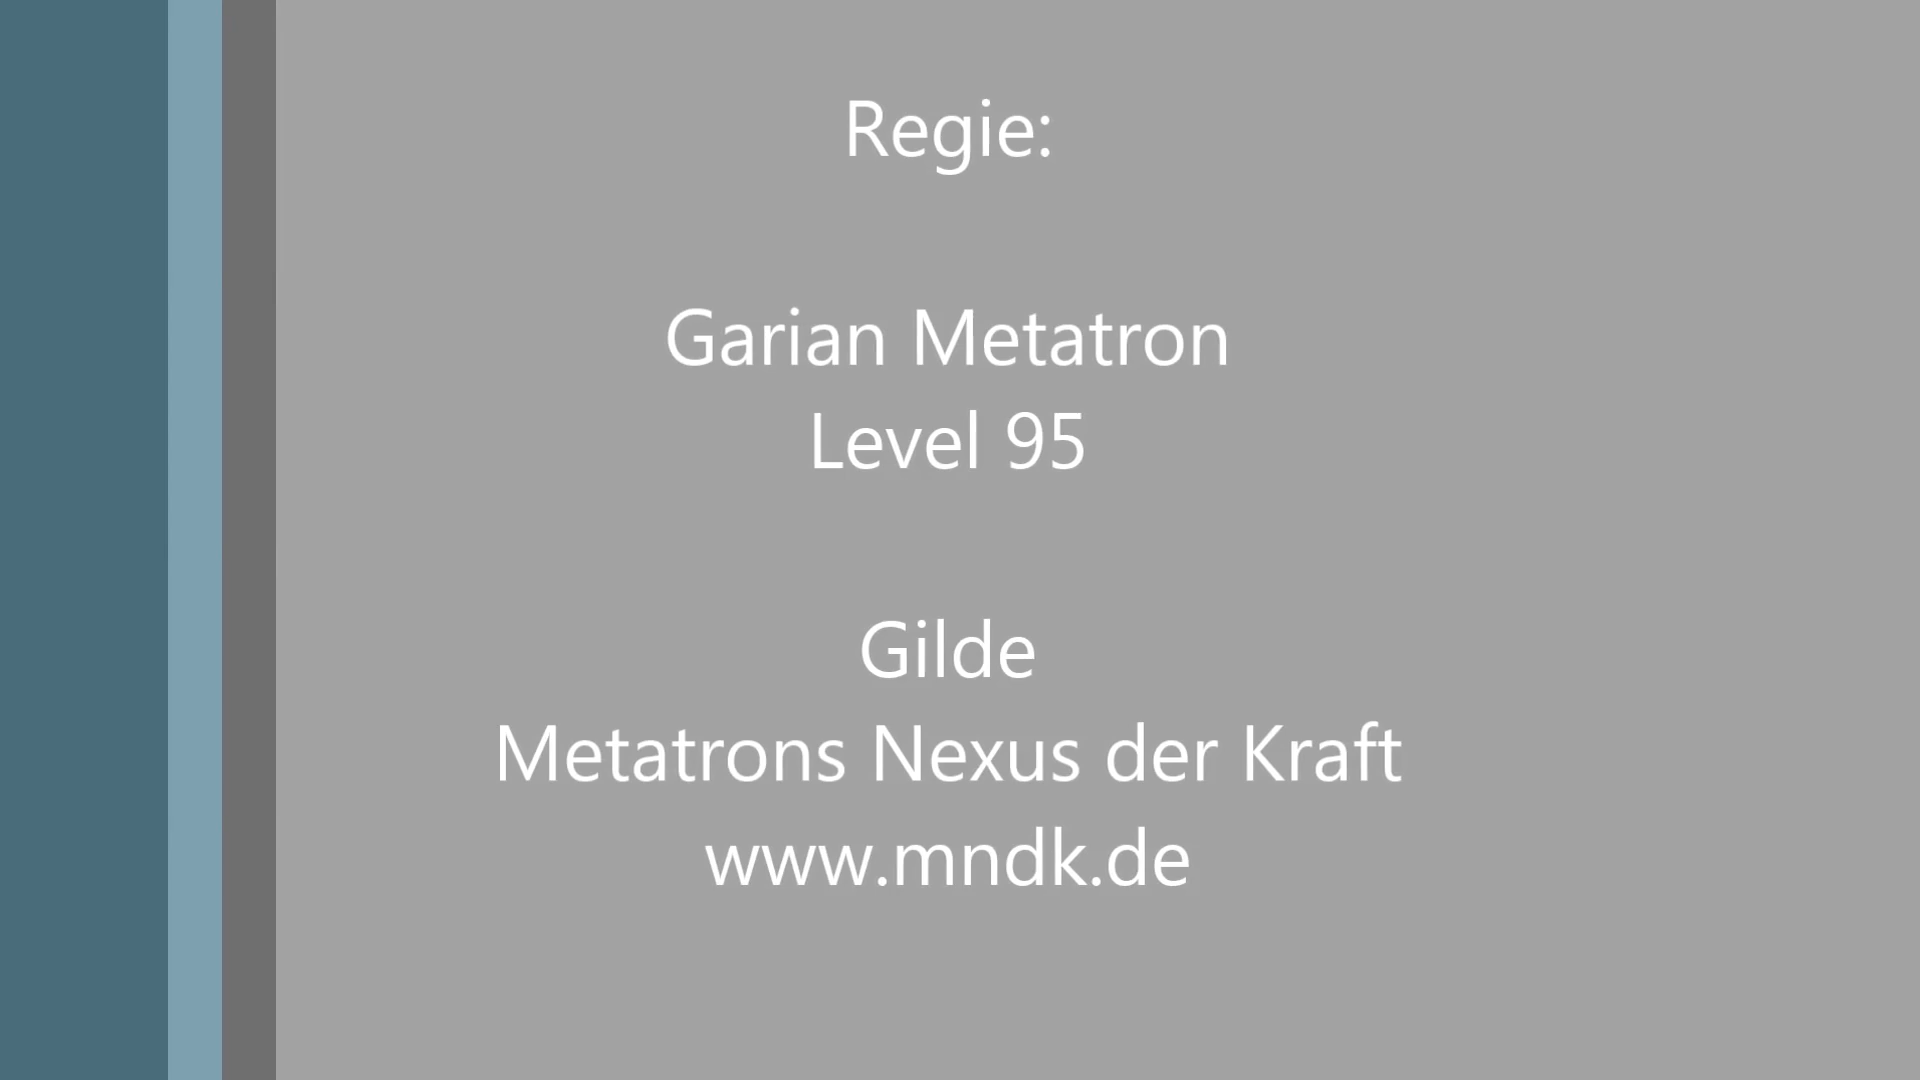 Regie:
Garian Metatron
Level 95
Gilde
Metatrons Nexus der Kraft
www.mndk.de